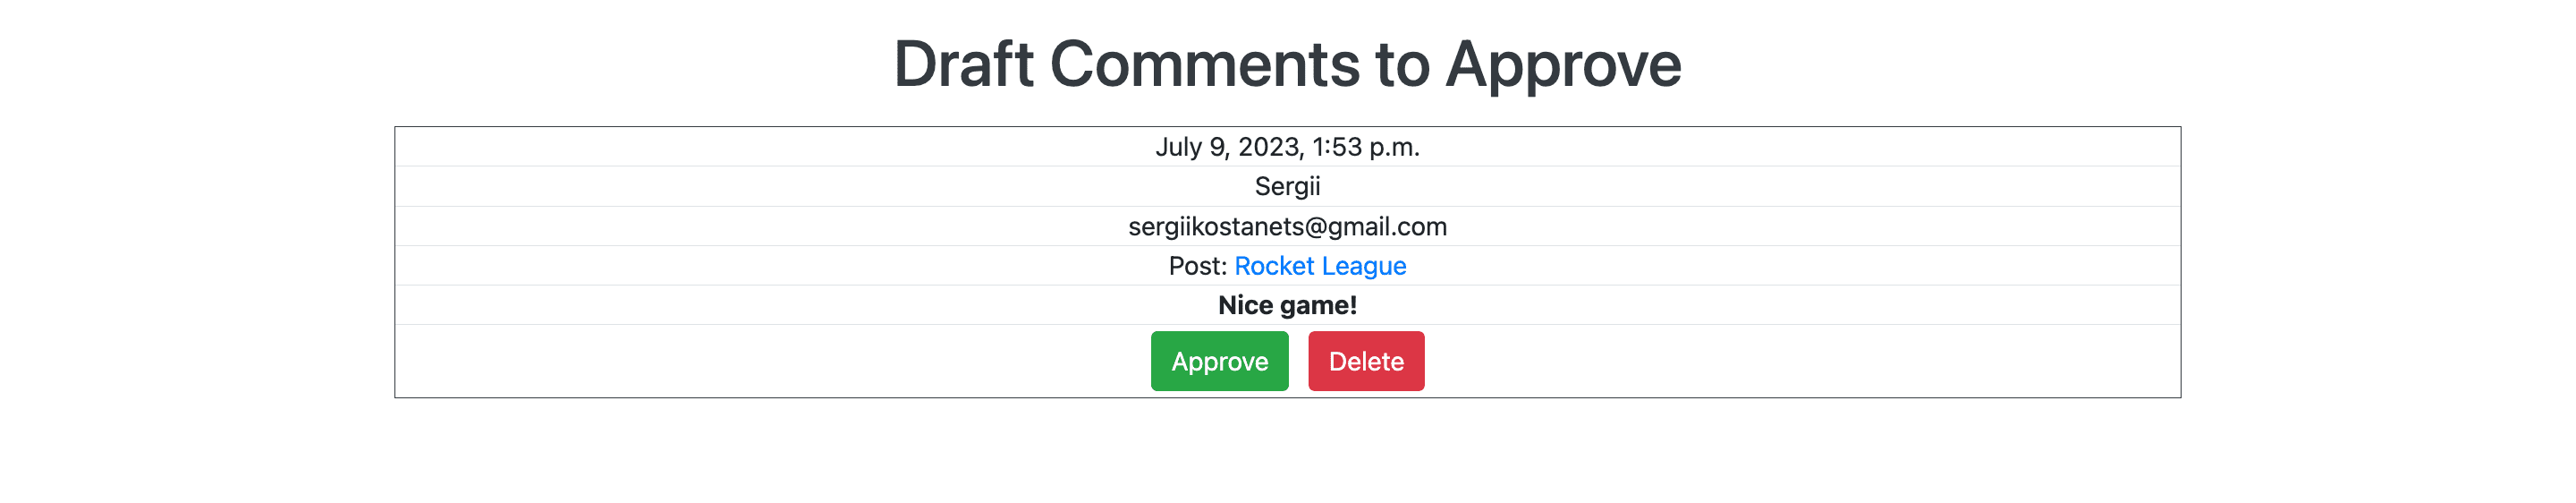 Draft Comments to Approve
July 9, 2023, 1:53 p.m.
Sergii
sergiikostanets@gmail.com
Post: Rocket League
Nice game!
Approve Delete